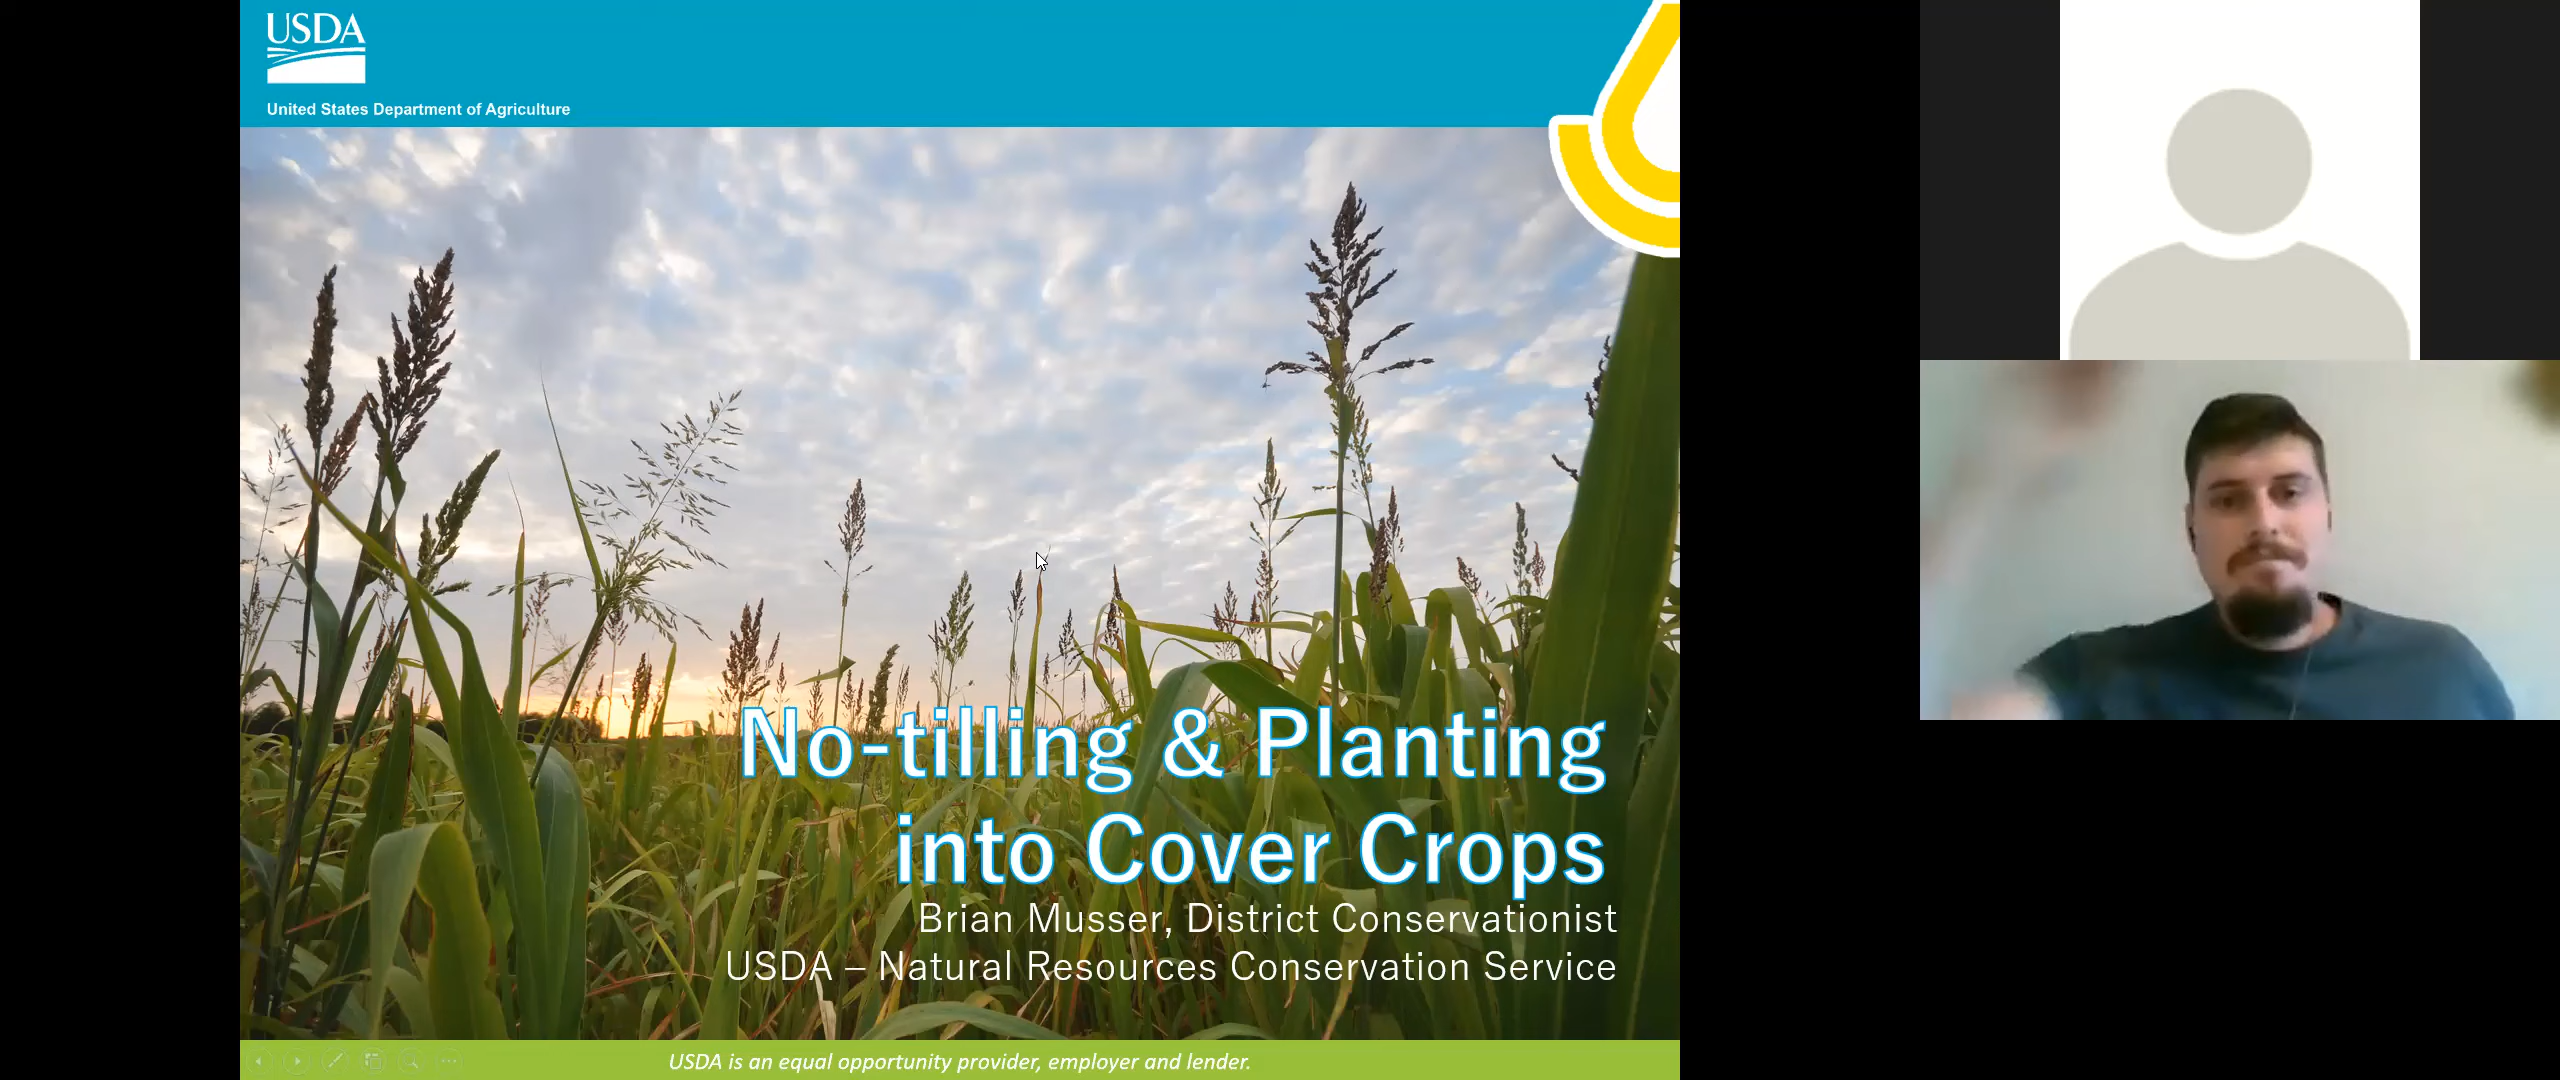 USDA
United States Department of Agriculture
No-tilling & Planting
into Cover Crops
Brian Musser, District Conservationist
USDA – Natural Resources Conservation Service
USDA is an equal opportunity provider, employer and lender.